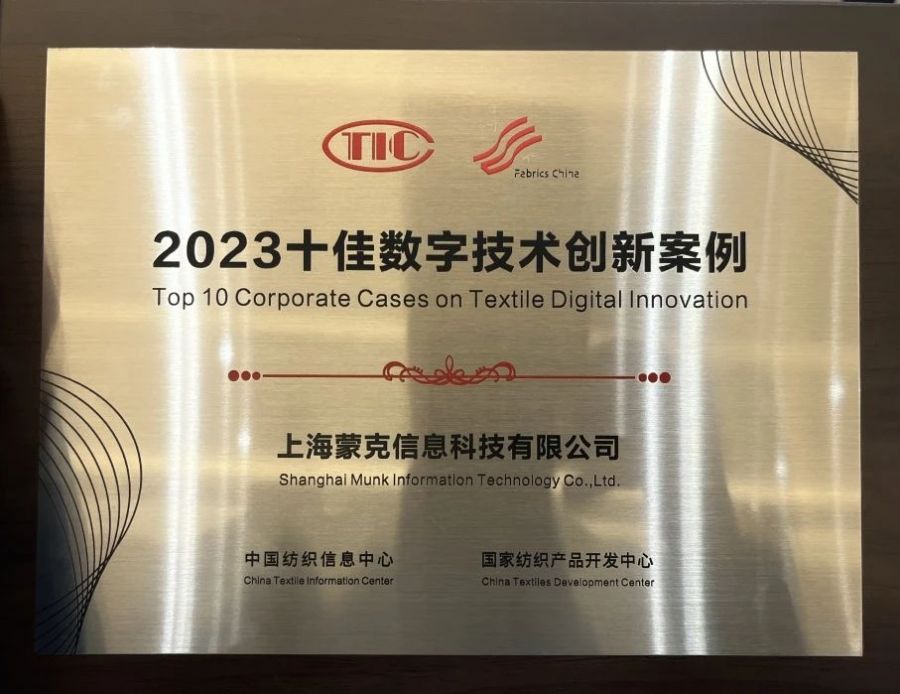 TIC
Fabrics China
2023十佳数字技术创新案例
Top 10 Corporate Cases on Textile Digital Innovation
上海蒙克信息科技有限公司
Shanghai Munk Information Technology Co.,Ltd.
中国纺织信息中心
China Textile Information Center
国家纺织产品开发中心
China Textiles Development Center